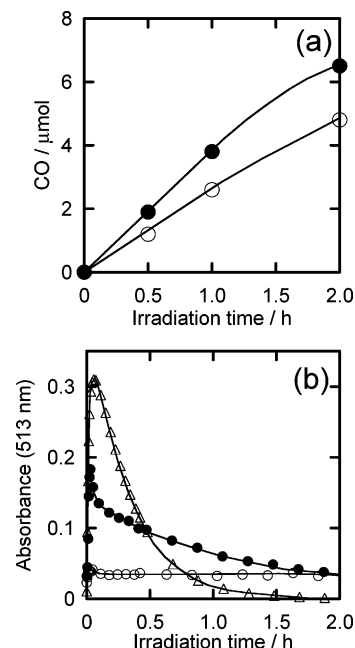 (a)
8
6
4
2
0
CO / μmol
0 0.5 1.0 1.5 2.0
Irradiation time / h
(b)
0.3
0.2
0.1
0
Absorbance (513 nm)
0 0.5 1.0 1.5 2.0
Irradiation time / h